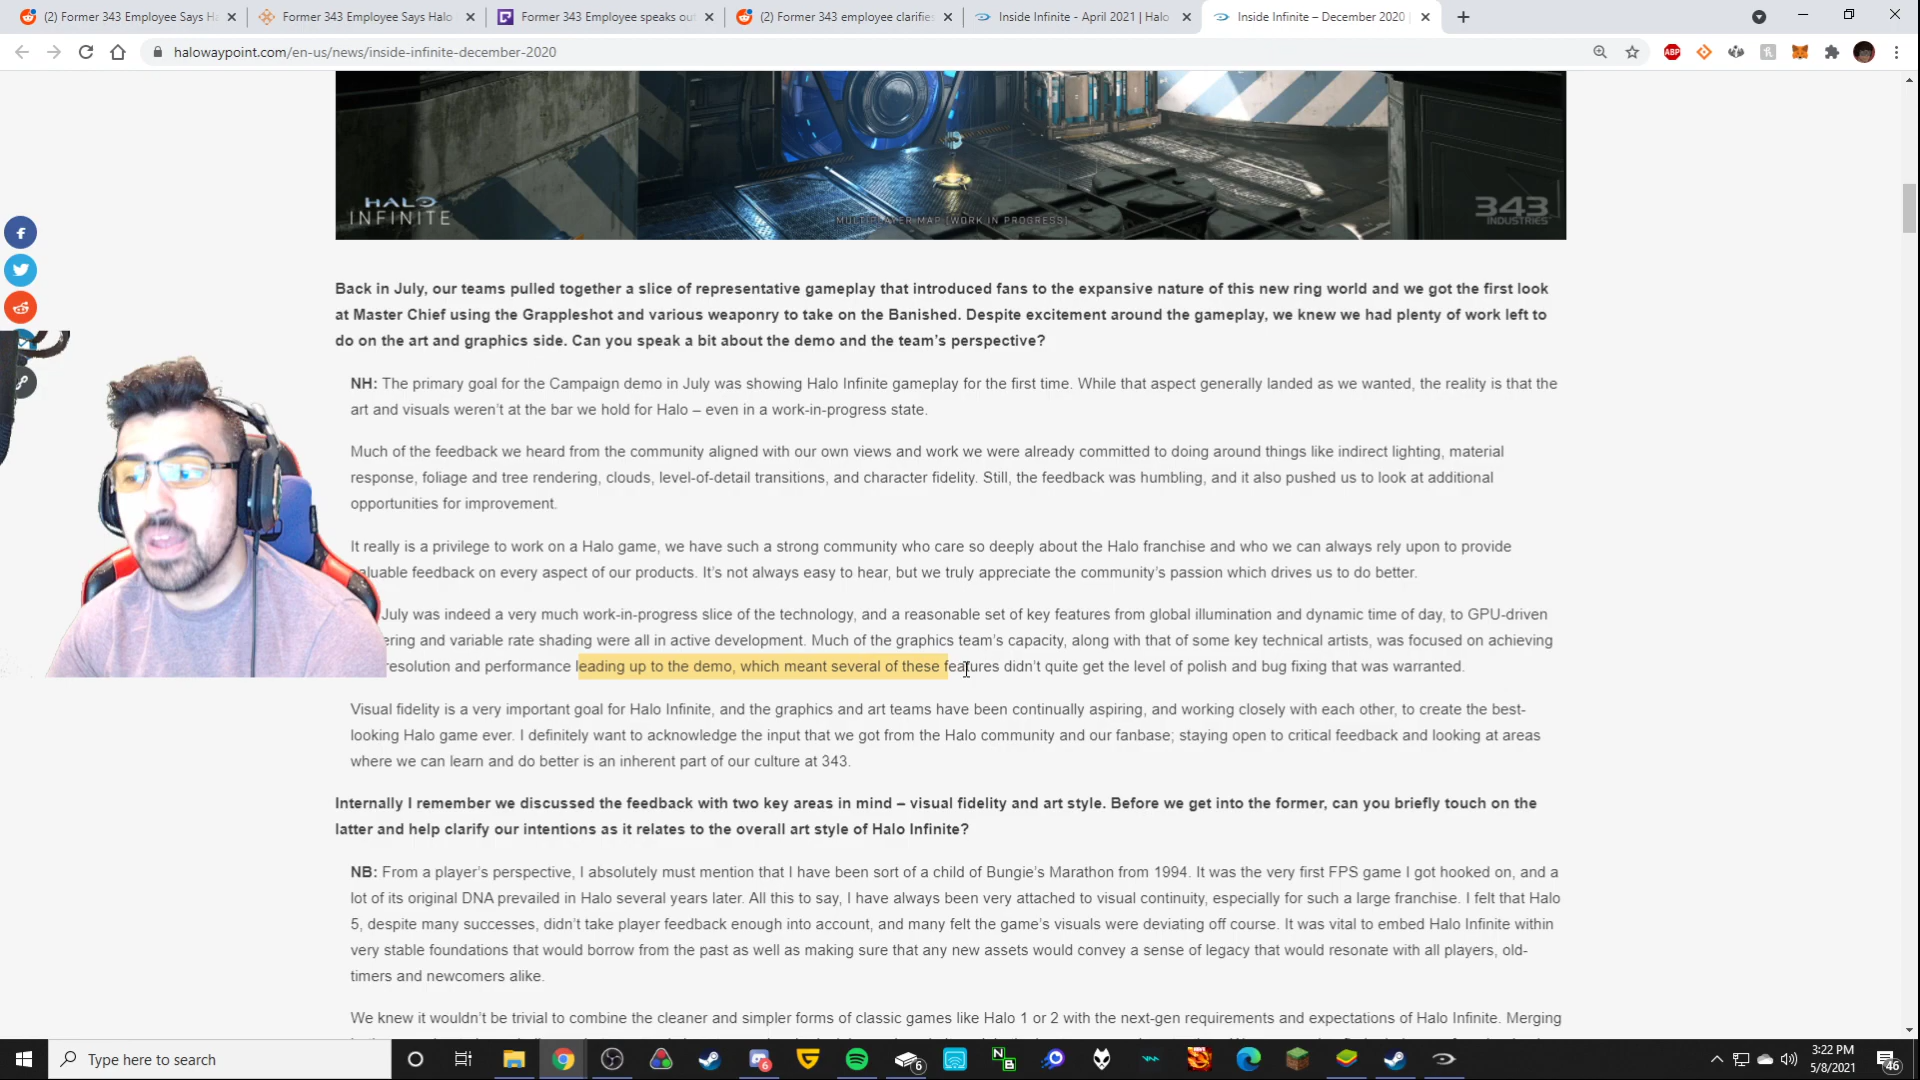 (2) Former 343 Employee Says Ha
Former 343 Employee Says Halo
Former 343 Employee speaks ou
(2) Former 343 employee clarifies
Inside Infinite - April 2021 | Halo
Inside Infinite – December 2020 |
halowaypoint.com/en-us/news/inside-infinite-december-2020
ABP
HALO
INFINITE
MULTIPLAYER MAP (WORK IN PROGRESS)
343
INDUSTRIES
Back in July, our teams pulled together a slice of representative gameplay that introduced fans to the expansive nature of this new ring world and we got the first look
at Master Chief using the Grappleshot and various weaponry to take on the Banished. Despite excitement around the gameplay, we knew we had plenty of work left to
do on the art and graphics side. Can you speak a bit about the demo and the team's perspective?
NH: The primary goal for the Campaign demo in July was showing Halo Infinite gameplay for the first time. While that aspect generally landed as we wanted, the reality is that the
art and visuals weren't at the bar we hold for Halo – even in a work-in-progress state.
Much of the feedback we heard from the community aligned with our own views and work we were already committed to doing around things like indirect lighting, material
response, foliage and tree rendering, clouds, level-of-detail transitions, and character fidelity. Still, the feedback was humbling, and it also pushed us to look at additional
opportunities for improvement.
It really is a privilege to work on a Halo game, we have such a strong community who care so deeply about the Halo franchise and who we can always rely upon to provide
aluable feedback on every aspect of our products. It's not always easy to hear, but we truly appreciate the community's passion which drives us to do better.
July was indeed a very much work-in-progress slice of the technology, and a reasonable set of key features from global illumination and dynamic time of day, to GPU-driven
ering and variable rate shading were all in active development. Much of the graphics team's capacity, along with that of some key technical artists, was focused on achieving
resolution and performance leading up to the demo, which meant several of these features didn't quite get the level of polish and bug fixing that was warranted.
Visual fidelity is a very important goal for Halo Infinite, and the graphics and art teams have been continually aspiring, and working closely with each other, to create the best-
looking Halo game ever. I definitely want to acknowledge the input that we got from the Halo community and our fanbase; staying open to critical feedback and looking at areas
where we can learn and do better is an inherent part of our culture at 343.
Internally I remember we discussed the feedback with two key areas in mind – visual fidelity and art style. Before we get into the former, can you briefly touch on the
latter and help clarify our intentions as it relates to the overall art style of Halo Infinite?
NB: From a player's perspective, I absolutely must mention that I have been sort of a child of Bungie's Marathon from 1994. It was the very first FPS game I got hooked on, and a
lot of its original DNA prevailed in Halo several years later. All this to say, I have always been very attached to visual continuity, especially for such a large franchise. I felt that Halo
5, despite many successes, didn't take player feedback enough into account, and many felt the game's visuals were deviating off course. It was vital to embed Halo Infinite within
very stable foundations that would borrow from the past as well as making sure that any new assets would convey a sense of legacy that would resonate with all players, old-
timers and newcomers alike.
We knew it wouldn't be trivial to combine the cleaner and simpler forms of classic games like Halo 1 or 2 with the next-gen requirements and expectations of Halo Infinite. Merging
Type here to search
6
6
N
B
3:22 PM
5/8/2021
46